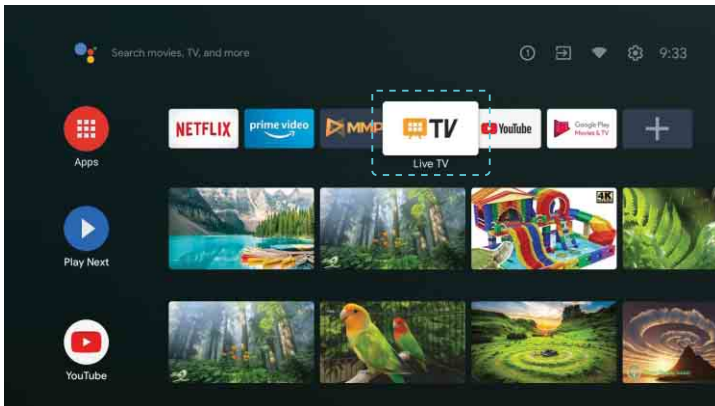 Search movies, TV, and more
1
9:33
NETFLIX
prime video
MMP
TV
YouTube
Google Play
Movies & TV
Live TV
Apps
4K
Play Next
YouTube